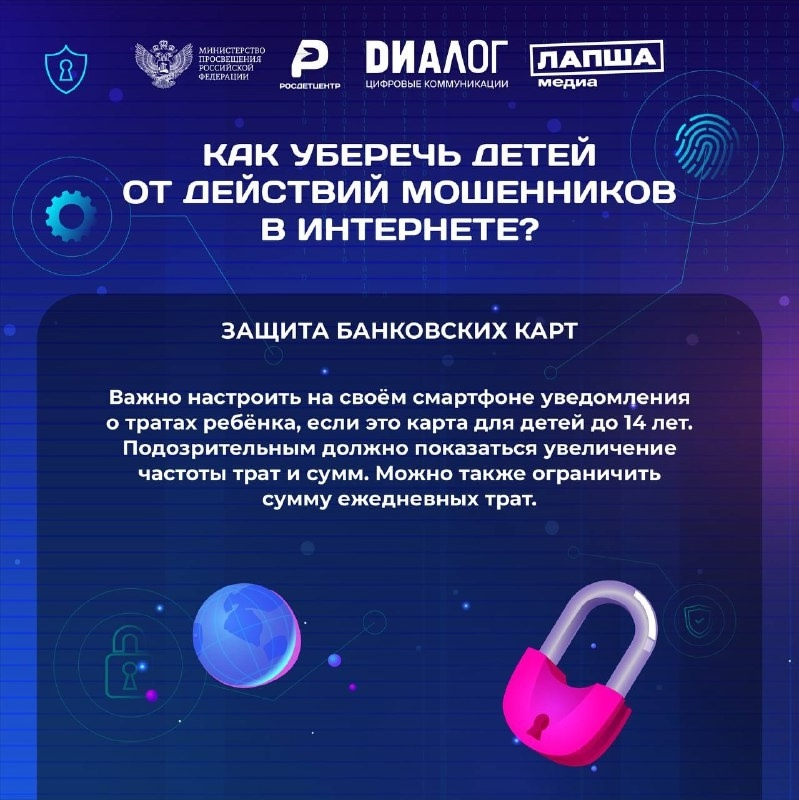 МИНИСТЕРСТВО
ПРОСВЕЩЕНИЯ
РОССИЙСКОЙ
ФЕДЕРАЦИИ
РОСДЕТЦЕНТР
DИАЛОГ
ЦИФРОВЫЕ КОММУНИКАЦИИ
ЛАПША
медиа
КАК УБЕРЕЧЬ ДЕТЕЙ
ОТ ДЕЙСТВИЙ МОШЕННИКОВ
В ИНТЕРНЕТЕ?
ЗАЩИТА БАНКОВСКИХ КАРТ
Важно настроить на своём смартфоне уведомления
о тратах ребёнка, если это карта для детей до 14 лет.
Подозрительным должно показаться увеличение
частоты трат и сумм. Можно также ограничить
сумму ежедневных трат.